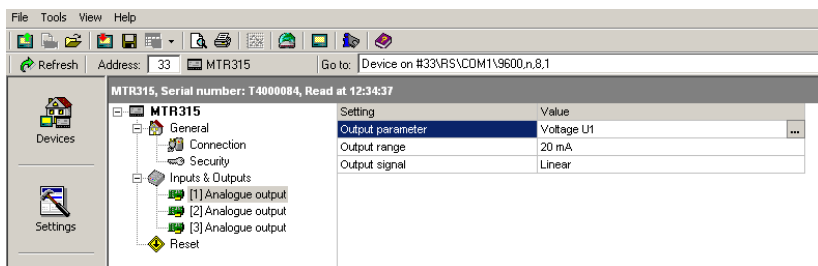 File Tools View Help
Refresh Address: 33 MTR315 Go to: Device on #33\RS\COM1\9600,n,8,1
MTR315, Serial number: T4000084, Read at 12:34:37
Devices
Settings
MTR315
General
Connection
Security
Inputs & Outputs
[1] Analogue output
[2] Analogue output
[3] Analogue output
Reset
Setting Value
Output parameter Voltage U1 ...
Output range 20 mA
Output signal Linear